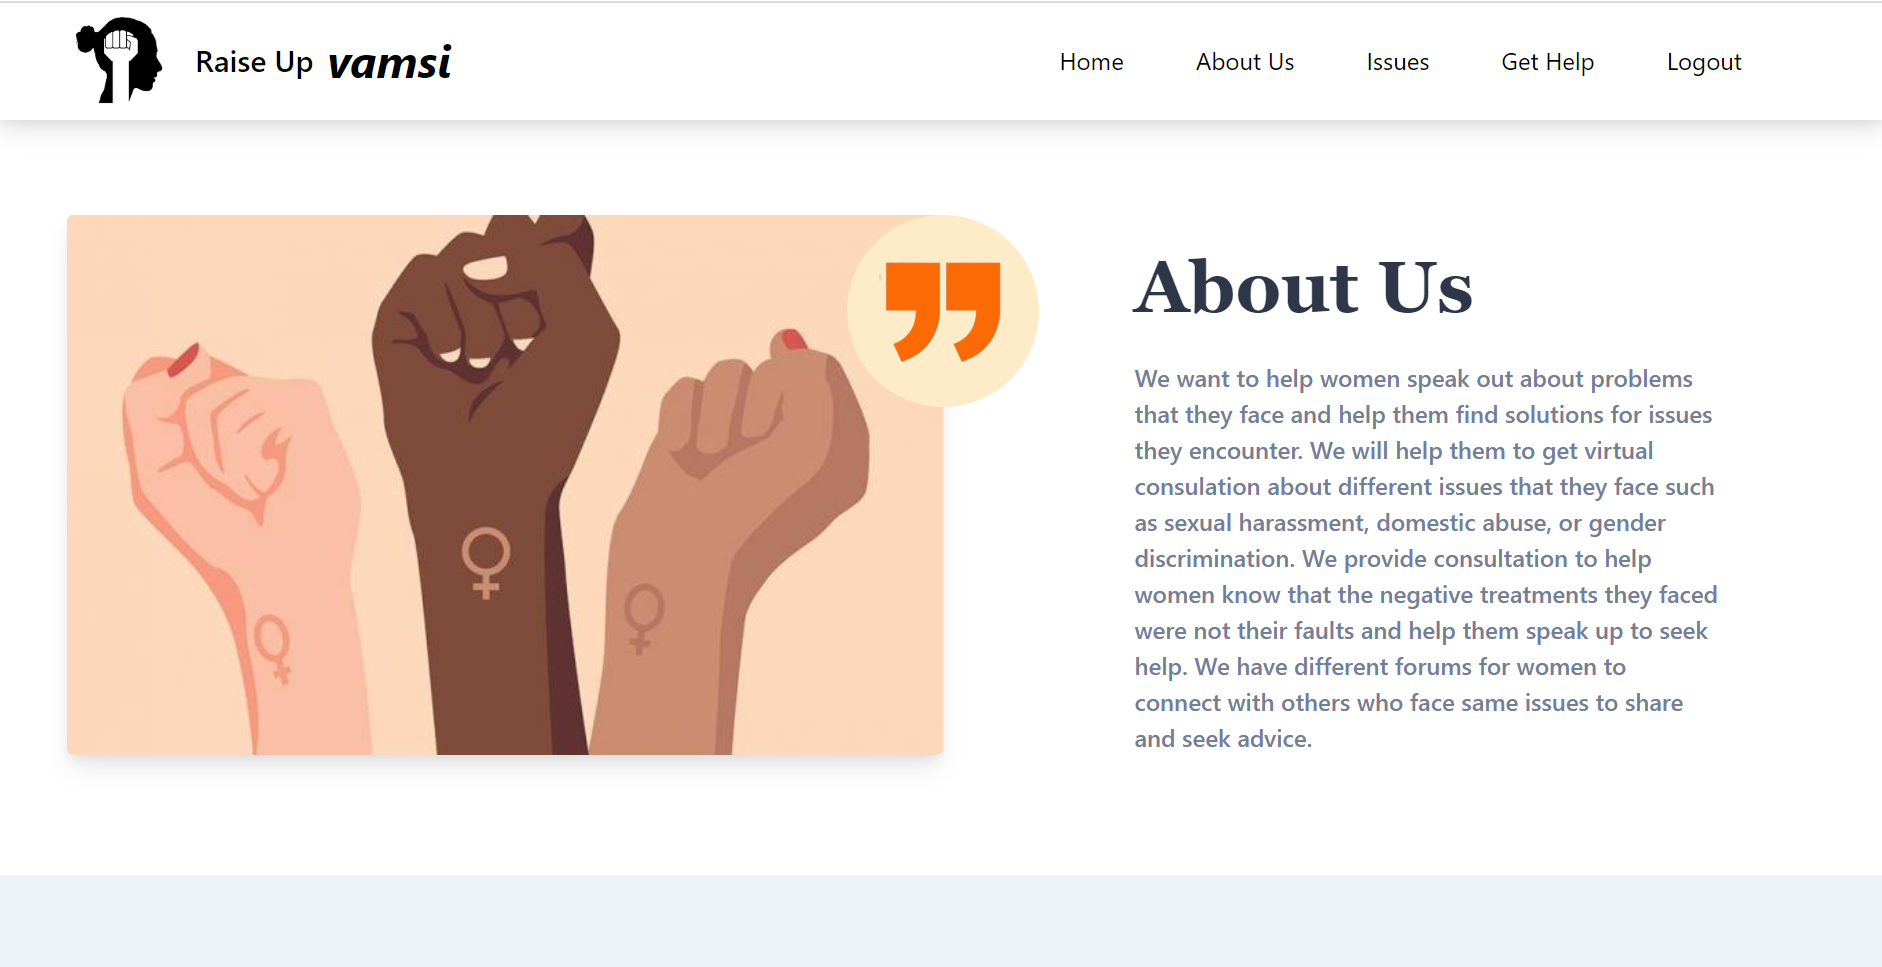 Raise Up vamsi
Home About Us Issues Get Help Logout
About Us
We want to help women speak out about problems
that they face and help them find solutions for issues
they encounter. We will help them to get virtual
consulation about different issues that they face such
as sexual harassment, domestic abuse, or gender
discrimination. We provide consultation to help
women know that the negative treatments they faced
were not their faults and help them speak up to seek
help. We have different forums for women to
connect with others who face same issues to share
and seek advice.